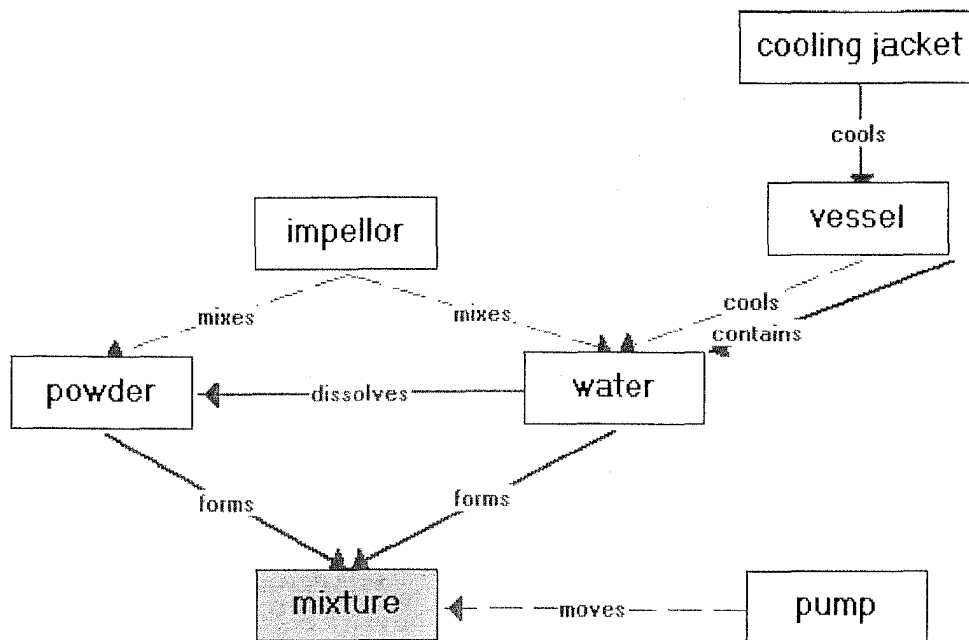 cooling jacket
cools
vessel
impellor
cools
mixes
mixes
contains
powder
dissolves
water
forms
forms
mixture
moves
pump